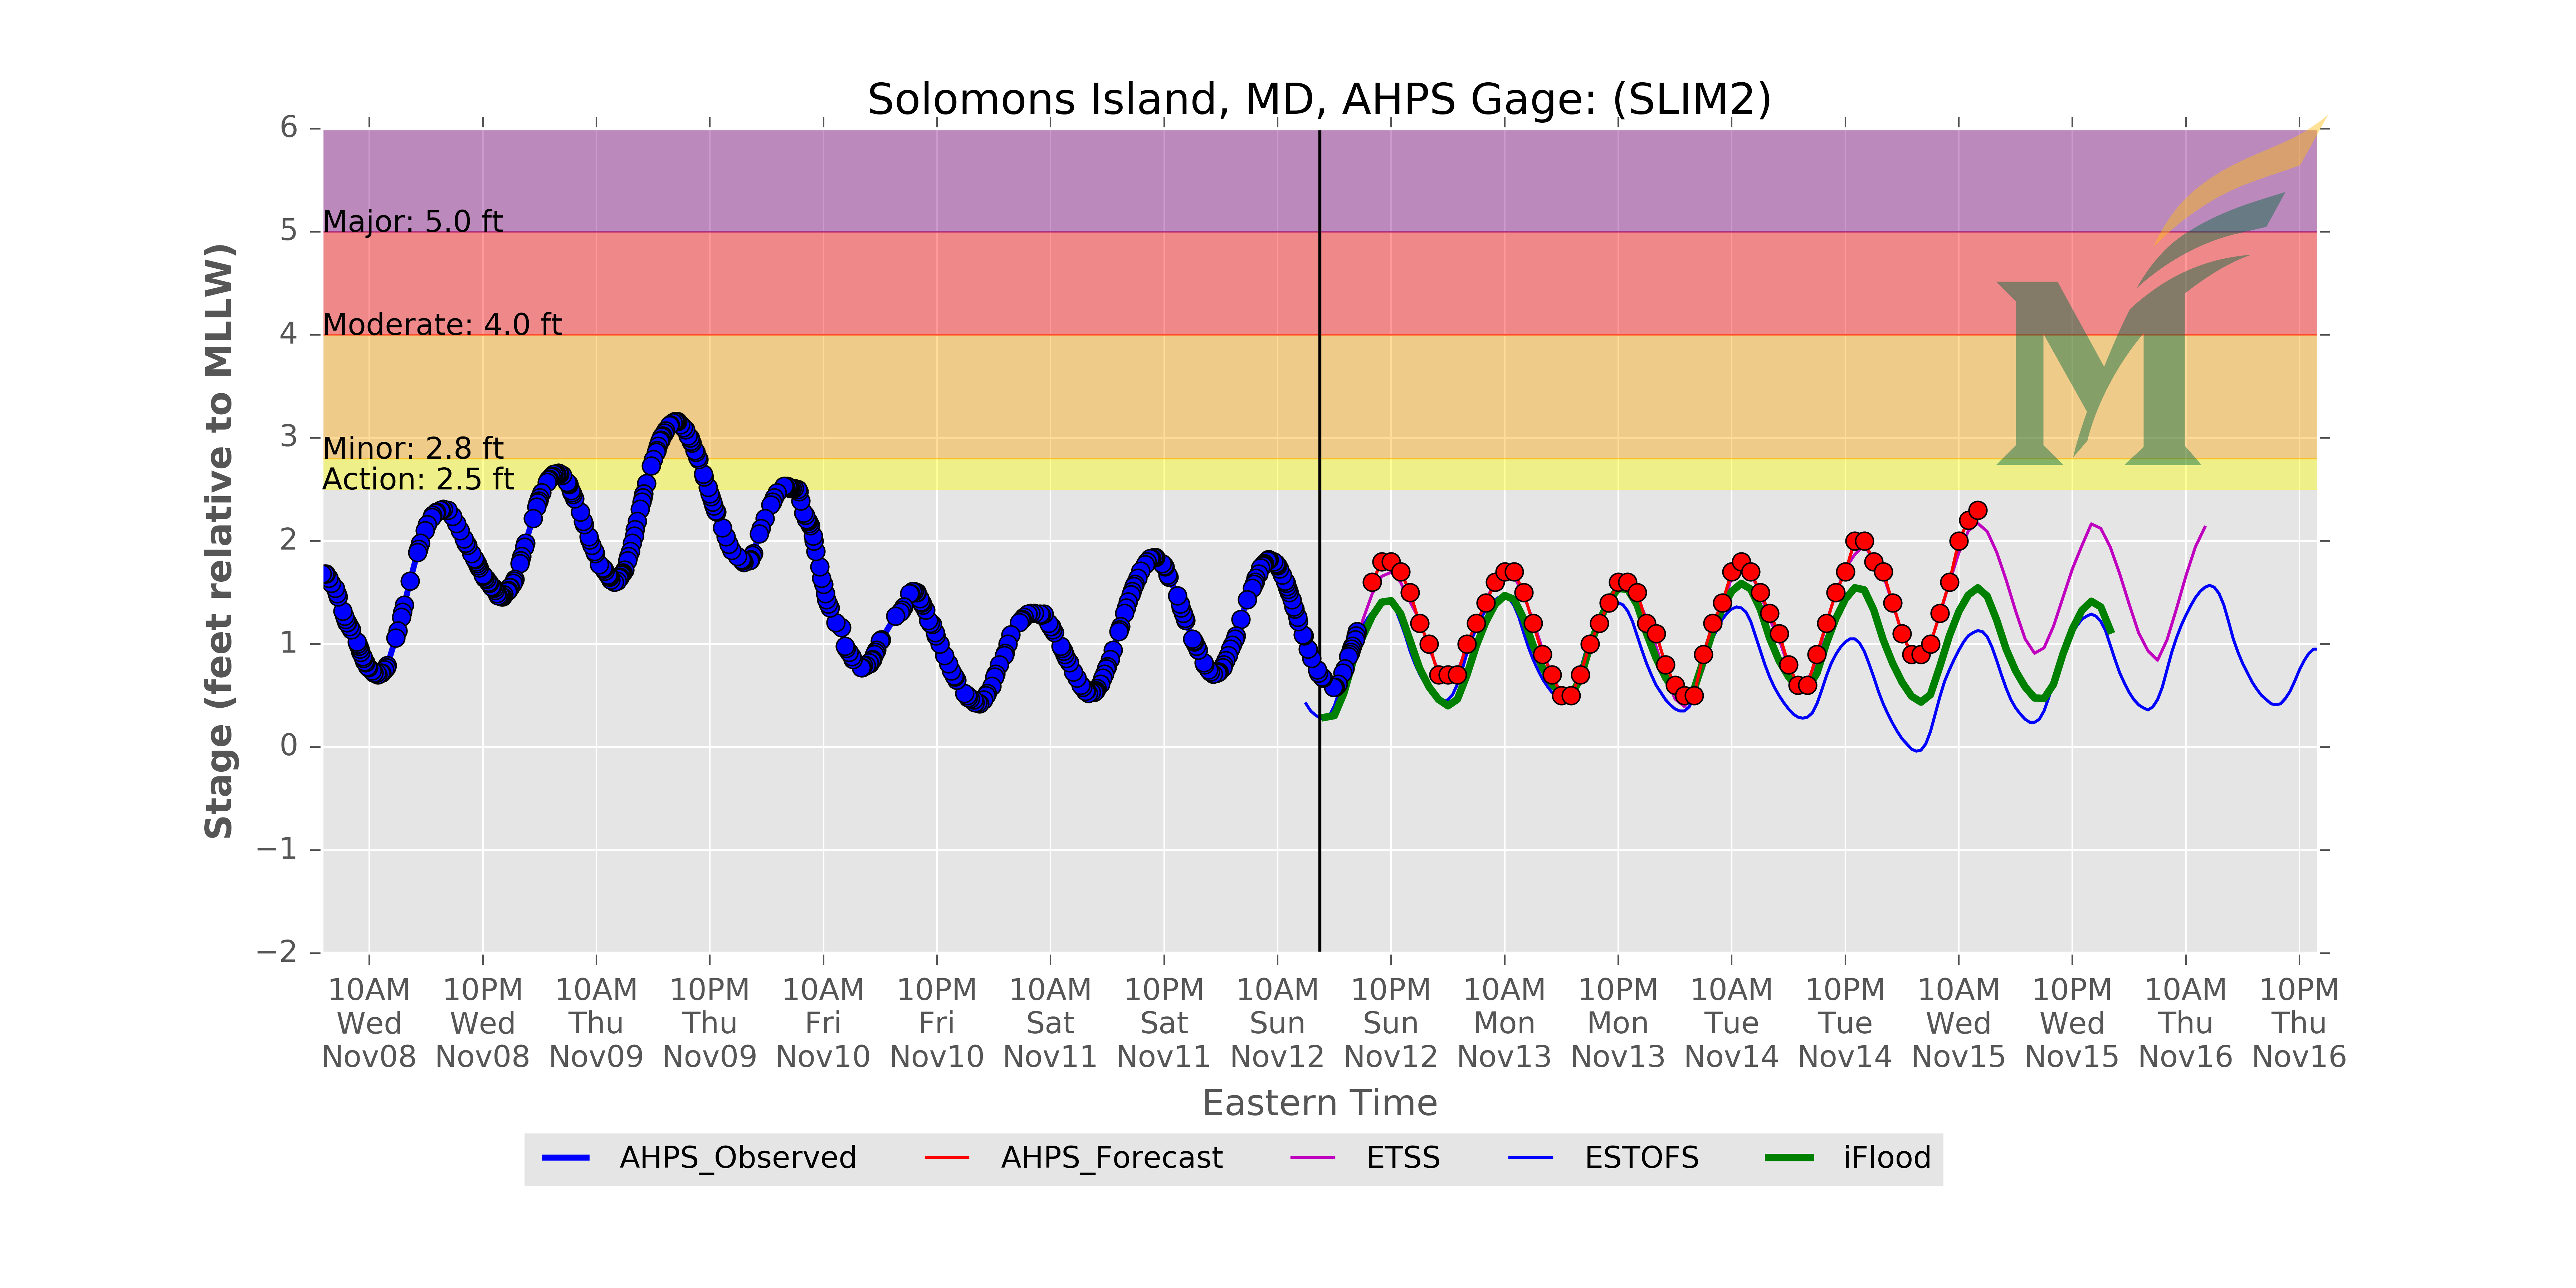 Solomons Island, MD, AHPS Gage: (SLIM2)
Stage (feet relative to MLLW)
6
5
4
3
2
1
0
−1
−2
Major: 5.0 ft
Moderate: 4.0 ft
Minor: 2.8 ft
Action: 2.5 ft
M
10AM 10PM 10AM 10PM 10AM 10PM 10AM 10PM 10AM 10PM 10AM 10PM 10AM 10PM 10AM 10PM 10AM 10PM
Wed Wed Thu Thu Fri Fri Sat Sat Sun Sun Mon Mon Tue Tue Wed Wed Thu Thu
Nov08 Nov08 Nov09 Nov09 Nov10 Nov10 Nov11 Nov11 Nov12 Nov12 Nov13 Nov13 Nov14 Nov14 Nov15 Nov15 Nov16 Nov16
Eastern Time
AHPS_Observed AHPS_Forecast ETSS ESTOFS iFlood